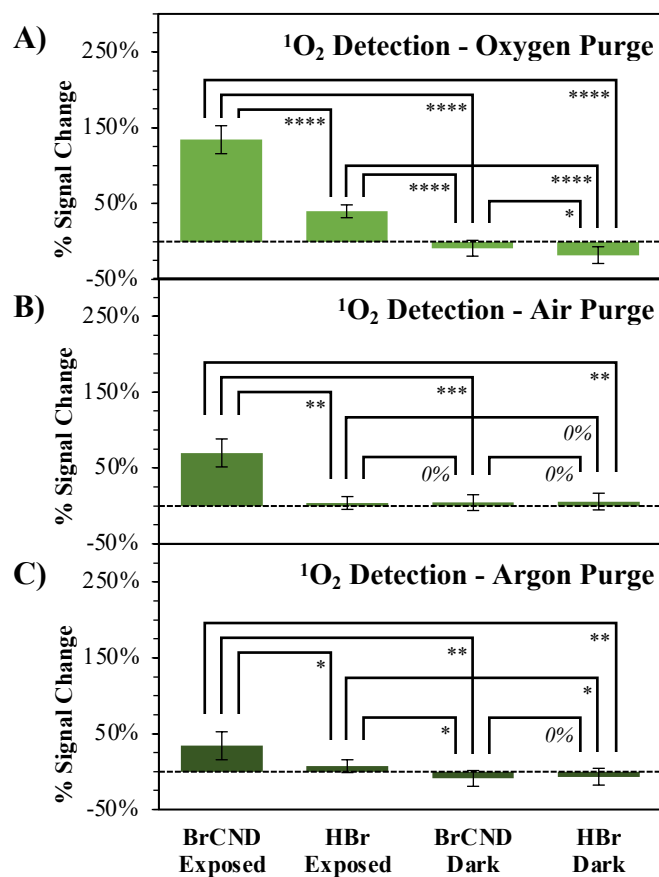 A)
¹O₂ Detection - Oxygen Purge
250%
150%
50%
-50%
% Signal Change
****
****
****
****
****
*
B)
¹O₂ Detection - Air Purge
250%
150%
50%
-50%
% Signal Change
**
***
**
0%
0%
0%
C)
¹O₂ Detection - Argon Purge
250%
150%
50%
-50%
% Signal Change
*
**
**
*
*
0%
BrCND
Exposed
HBr
Exposed
BrCND
Dark
HBr
Dark